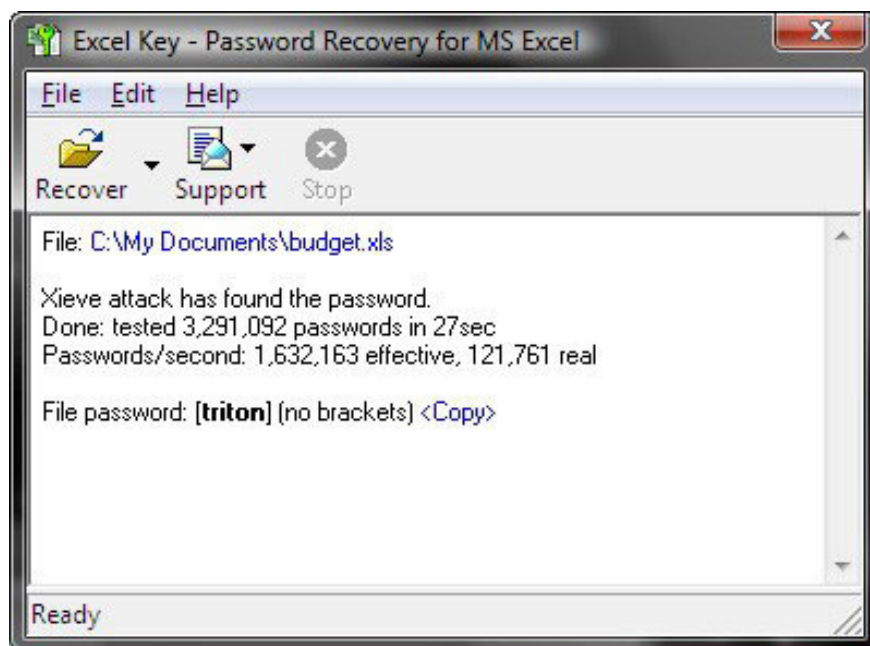 Excel Key - Password Recovery for MS Excel
File Edit Help
Recover Support Stop
File: C:\My Documents\budget.xls
Xieve attack has found the password.
Done: tested 3,291,092 passwords in 27sec
Passwords/second: 1,632,163 effective, 121,761 real
File password: [triton] (no brackets) <Copy>
Ready